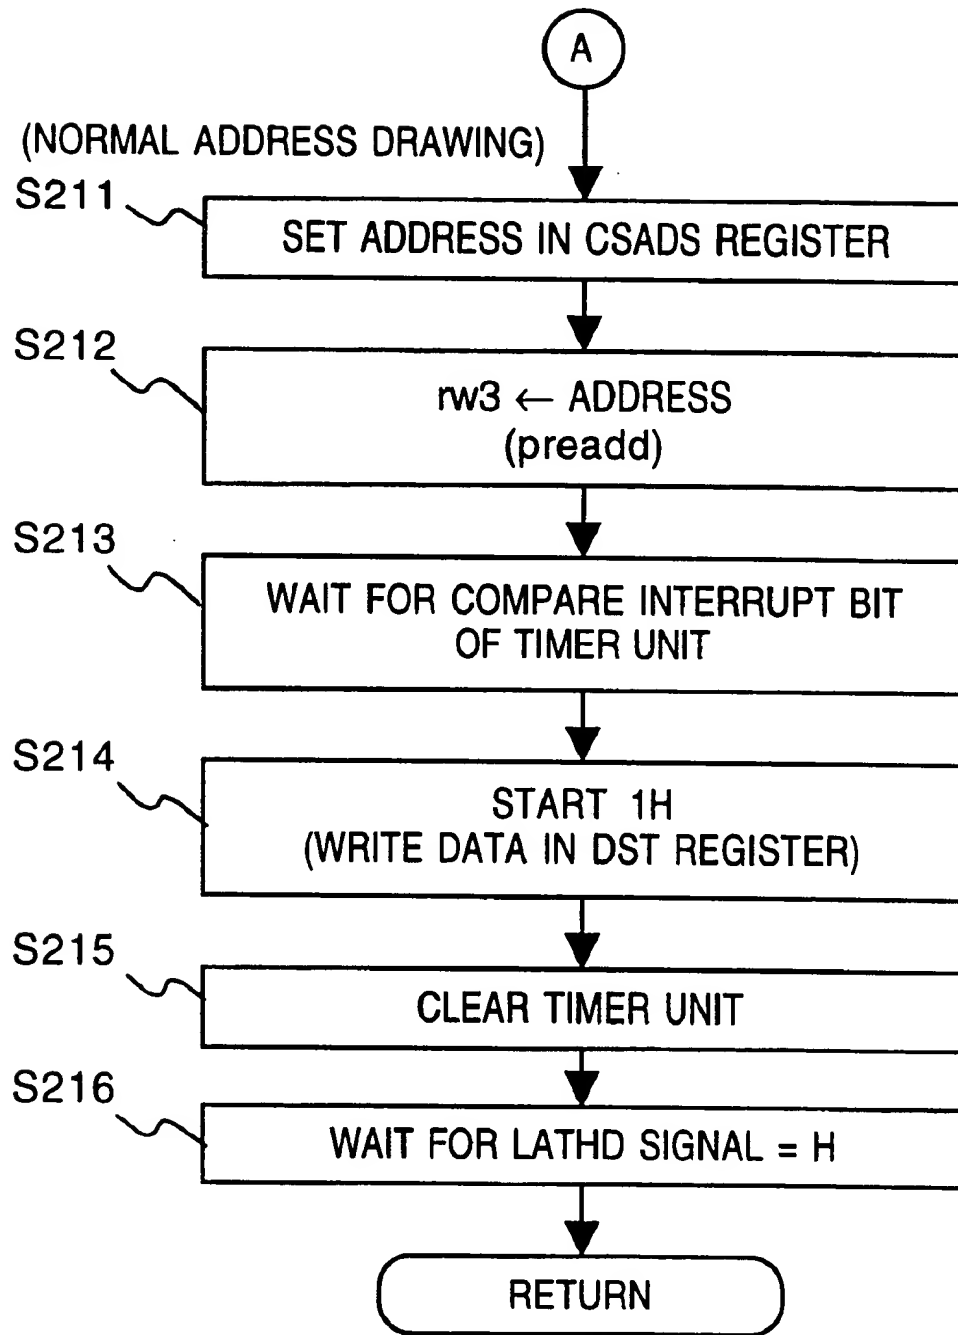 A
(NORMAL ADDRESS DRAWING)
S211
SET ADDRESS IN CSADS REGISTER
S212
rw3 ← ADDRESS
(preadd)
S213
WAIT FOR COMPARE INTERRUPT BIT
OF TIMER UNIT
S214
START 1H
(WRITE DATA IN DST REGISTER)
S215
CLEAR TIMER UNIT
S216
WAIT FOR LATHD SIGNAL = H
RETURN